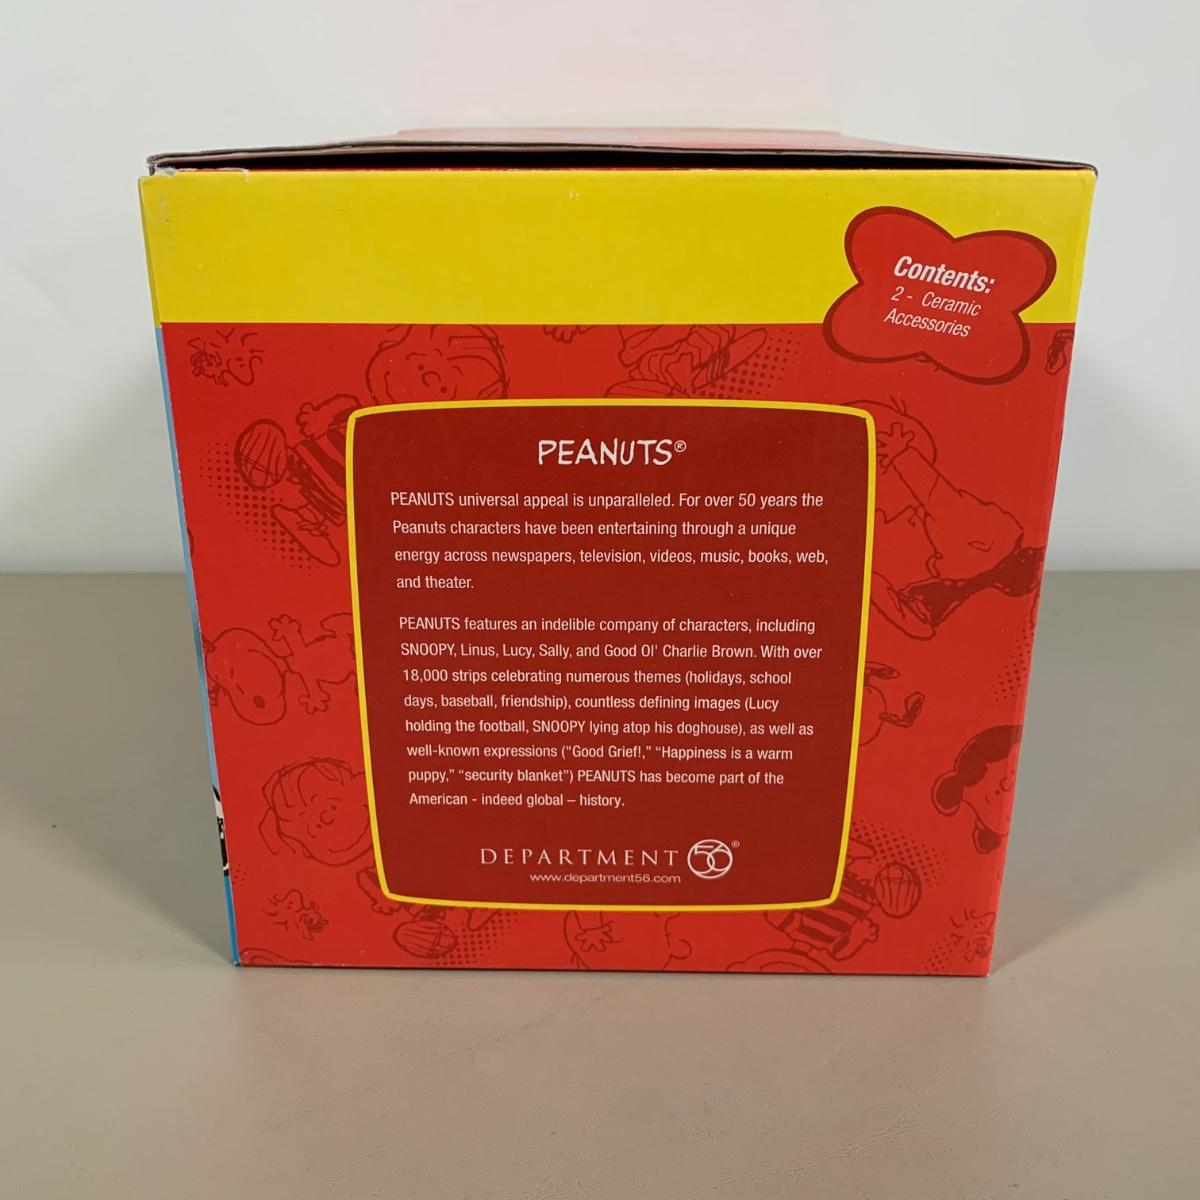 Contents:
2 - Ceramic
Accessories
PEANUTS®
PEANUTS universal appeal is unparalleled. For over 50 years the
Peanuts characters have been entertaining through a unique
energy across newspapers, television, videos, music, books, web,
and theater.
PEANUTS features an indelible company of characters, including
SNOOPY, Linus, Lucy, Sally, and Good Ol' Charlie Brown. With over
18,000 strips celebrating numerous themes (holidays, school
days, baseball, friendship), countless defining images (Lucy
holding the football, SNOOPY lying atop his doghouse), as well as
well-known expressions (“Good Grief!,” “Happiness is a warm
puppy,” “security blanket”) PEANUTS has become part of the
American - indeed global – history.
DEPARTMENT 56®
www.department56.com